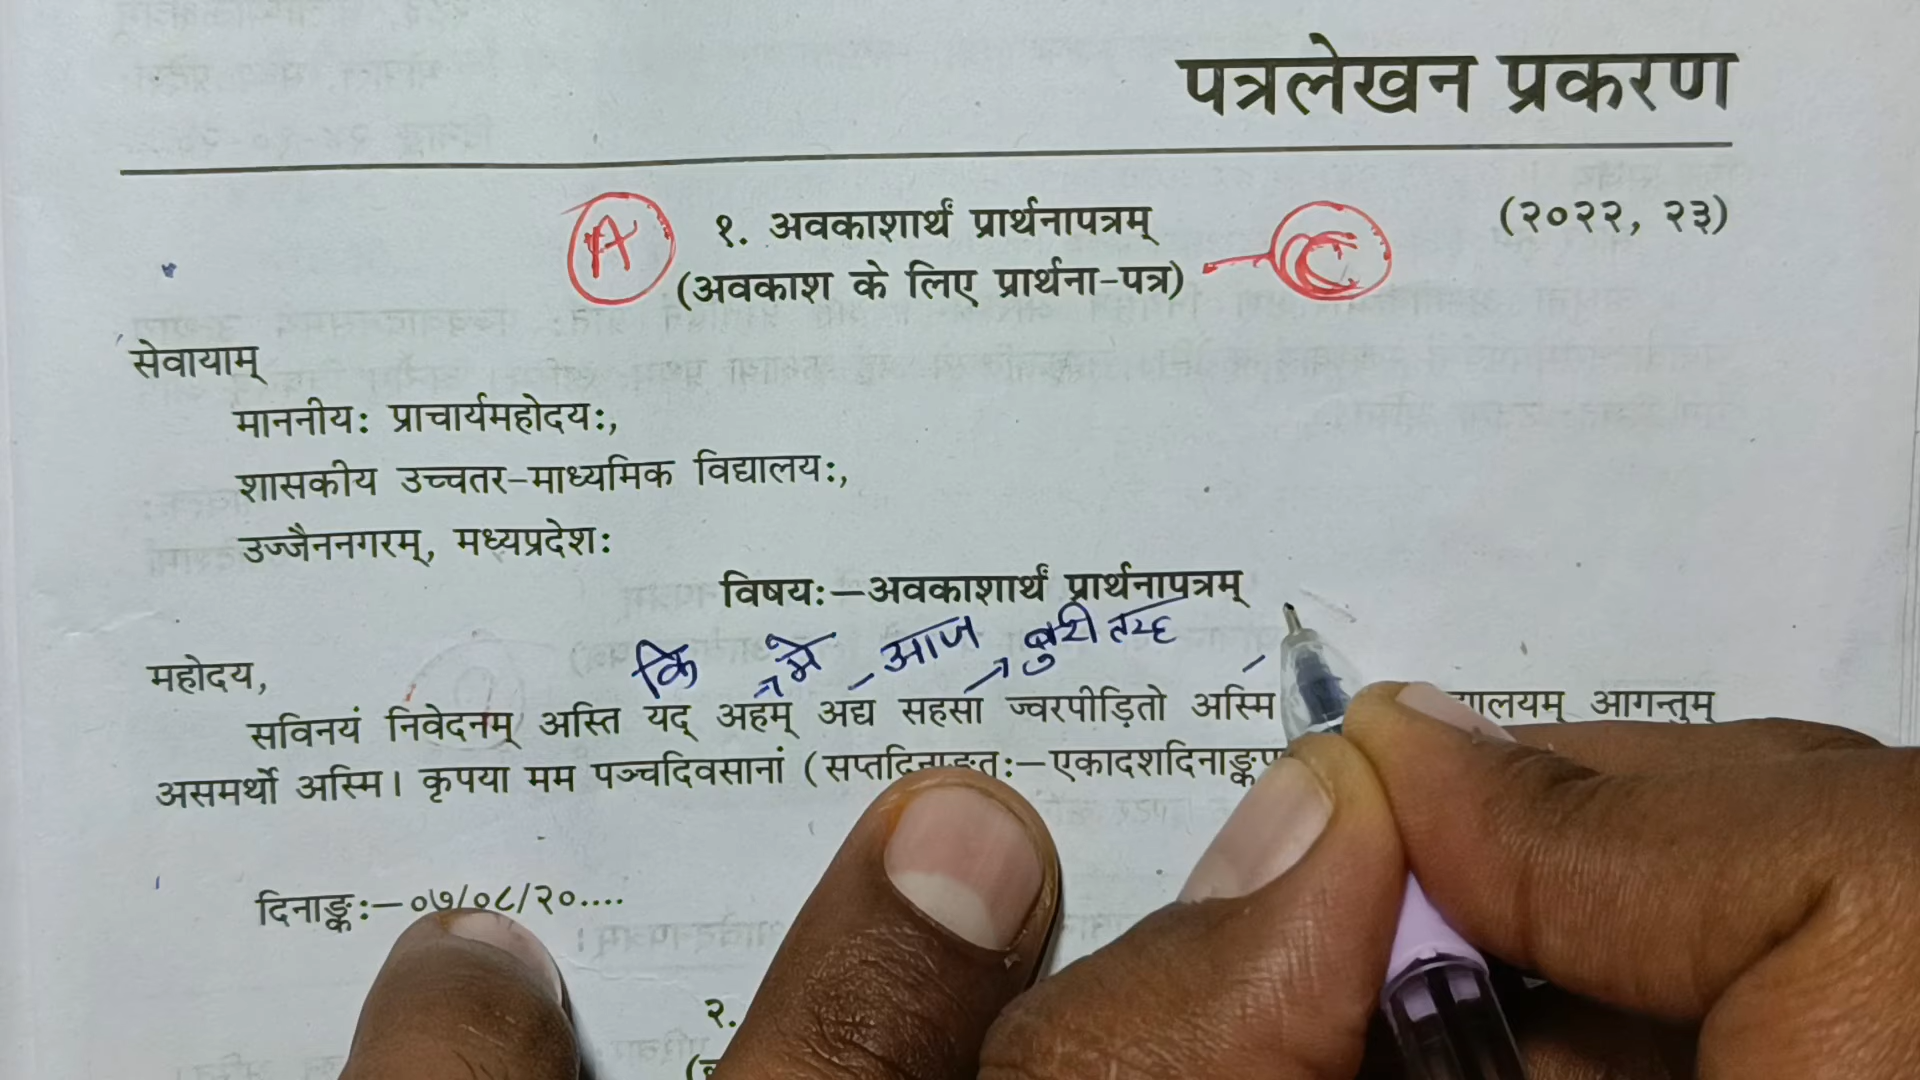 पत्रलेखन प्रकरण
A १. अवकाशार्थं प्रार्थनापत्रम् C (२०२२, २३)
(अवकाश के लिए प्रार्थना-पत्र)
सेवायाम्
माननीयः प्राचार्यमहोदयः,
शासकीय उच्चतर-माध्यमिक विद्यालयः,
उज्जैननगरम्, मध्यप्रदेशः
विषयः—अवकाशार्थं प्रार्थनापत्रम्
कि मे आज बुरी तरह
महोदय,
सविनयं निवेदनम् अस्ति यद् अहम् अद्य सहसा ज्वरपीड़ितो अस्मि आगन्तुम्
असमर्थो अस्मि। कृपया मम पञ्चदिवसानां (सप्तदिनाङ्कतः—
दिनाङ्कः—०७/०८/२०....
२.